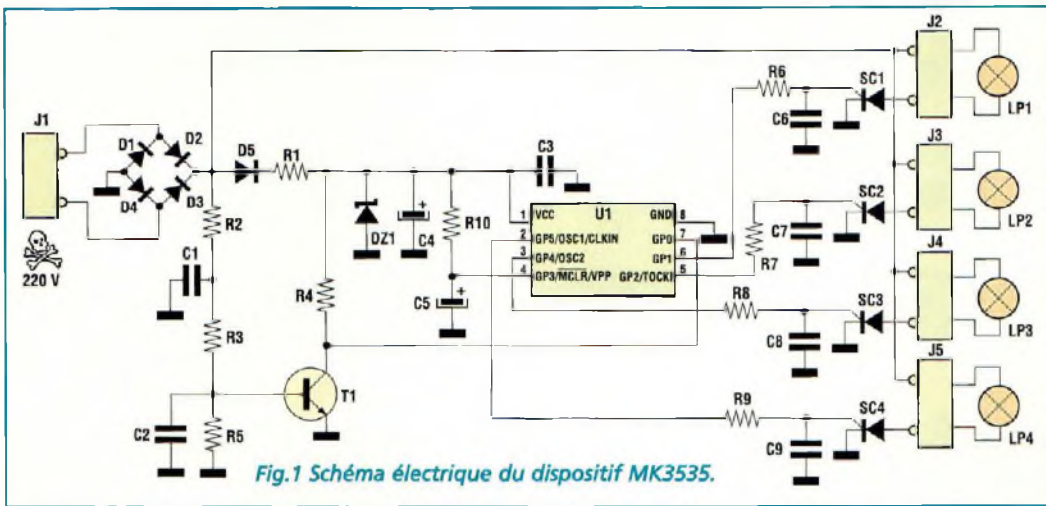 J1
220 V
D1
D2
D3
D4
D5
R1
R2
C1
R3
C2
R5
R4
T1
DZ1
C4
+
R10
C5
+
C3
U1
1 VCC
2 GP5/OSC1/CLKIN
3 GP4/OSC2
4 GP3/MCLR/VPP
GND 8
GP0 7
GP1 6
GP2/TOCKI 5
R6
C6
SC1
J2
LP1
R7
C7
SC2
J3
LP2
R8
C8
SC3
J4
LP3
R9
C9
SC4
J5
LP4
Fig.1 Schéma électrique du dispositif MK3535.